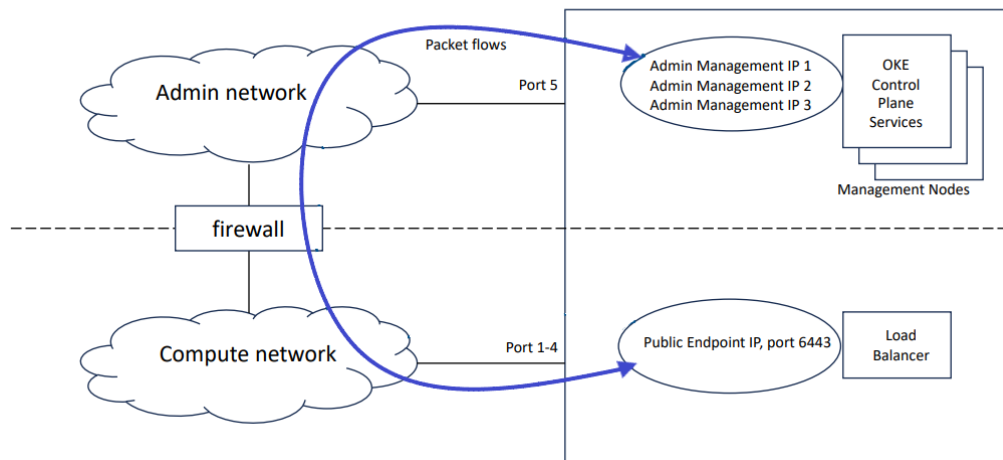 Packet flows
Admin network
Port 5
Admin Management IP 1
Admin Management IP 2
Admin Management IP 3
OKE
Control
Plane
Services
Management Nodes
firewall
Compute network
Port 1-4
Public Endpoint IP, port 6443
Load
Balancer